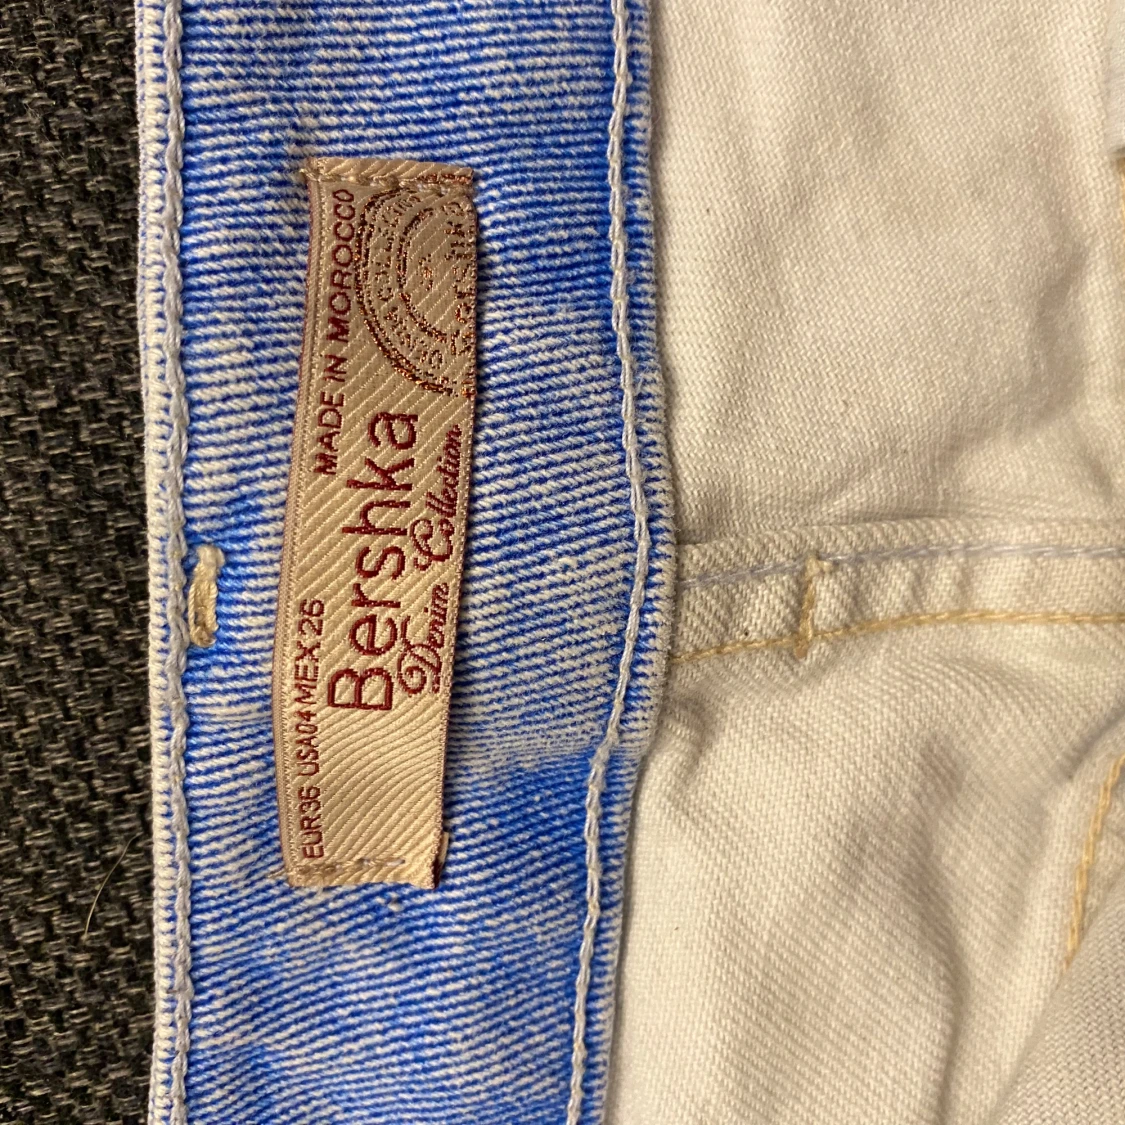 EUR36 USA04 MEX26 MADE IN MOROCCO
Bershka
Denim Collection